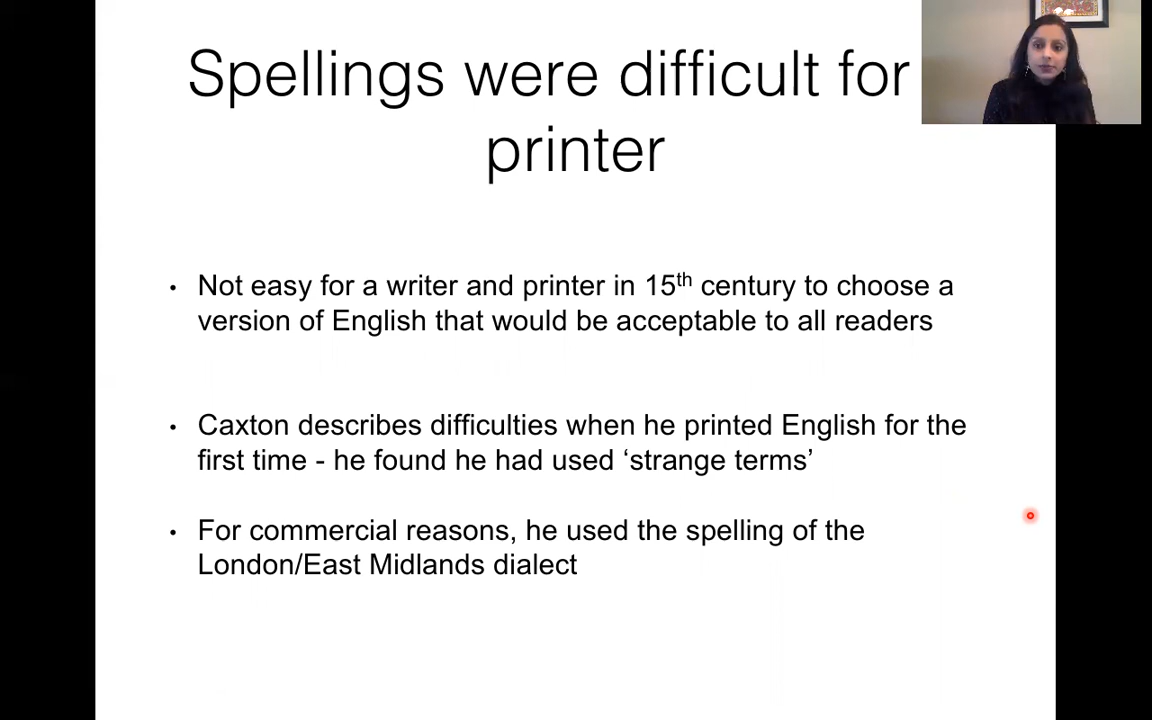 Spellings were difficult for
printer
• Not easy for a writer and printer in 15th century to choose a
version of English that would be acceptable to all readers
• Caxton describes difficulties when he printed English for the
first time - he found he had used ‘strange terms’
• For commercial reasons, he used the spelling of the
London/East Midlands dialect